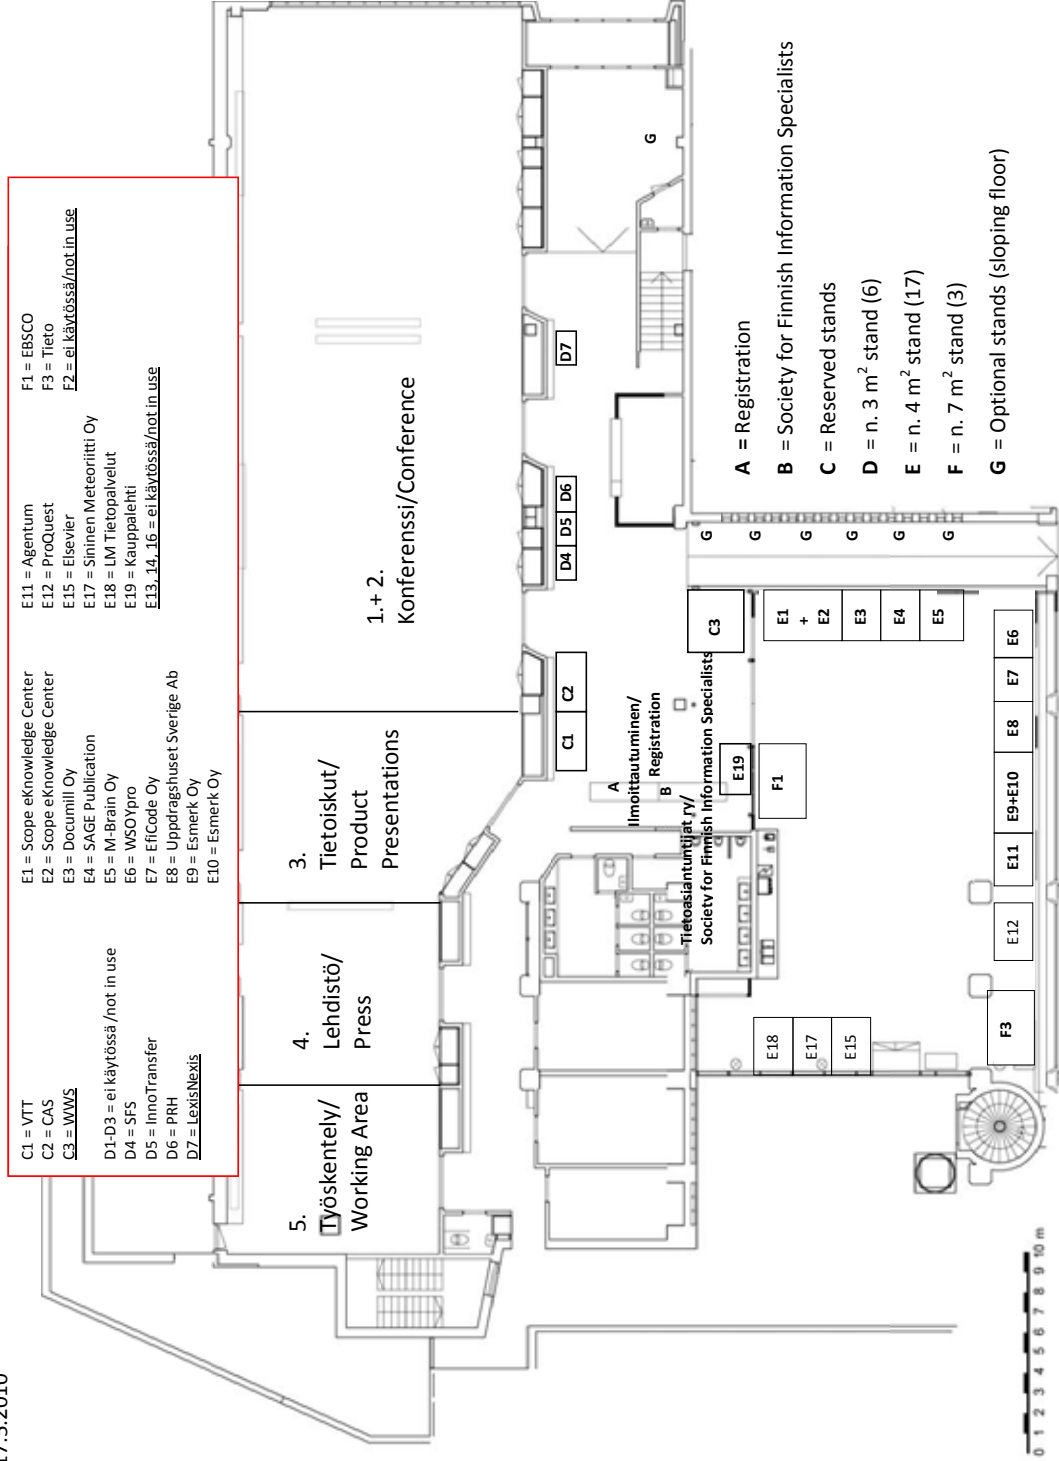 17.5.2010
C1 = VTT
C2 = CAS
C3 = WWS
D1-D3 = ei käytössä /not in use
D4 = SFS
D5 = InnoTransfer
D6 = PRH
D7 = LexisNexis
E1 = Scope eKnowledge Center
E2 = Scope eKnowledge Center
E3 = Documill Oy
E4 = SAGE Publication
E5 = M-Brain Oy
E6 = WSOYpro
E7 = EfiCode Oy
E8 = Uppdragshuset Sverige Ab
E9 = Esmerk Oy
E10 = Esmerk Oy
E11 = Agentum
E12 = ProQuest
E15 = Elsevier
E17 = Sininen Meteoriitti Oy
E18 = LM Tietopalvelut
E19 = Kauppalehti
E13, 14, 16 = ei käytössä/not in use
F1 = EBSCO
F3 = Tieto
F2 = ei käytössä/not in use
5.
Työskentely/
Working Area
4.
Lehdistö/
Press
3.
Tietoiskut/
Product
Presentations
1.+ 2.
Konferenssi/Conference
C1
C2
D4
D5
D6
D7
G
A
B
Ilmoittautuminen/
Registration
Tietoasiantuntijat ry/
Society for Finnish Information Specialists
C3
E19
F1
E1
+
E2
E3
E4
E5
G
G
G
G
G
G
E18
E17
E15
F3
E12
E11
E9+E10
E8
E7
E6
A = Registration
B = Society for Finnish Information Specialists
C = Reserved stands
D = n. 3 m² stand (6)
E = n. 4 m² stand (17)
F = n. 7 m² stand (3)
G = Optional stands (sloping floor)
0 1 2 3 4 5 6 7 8 9 10 m